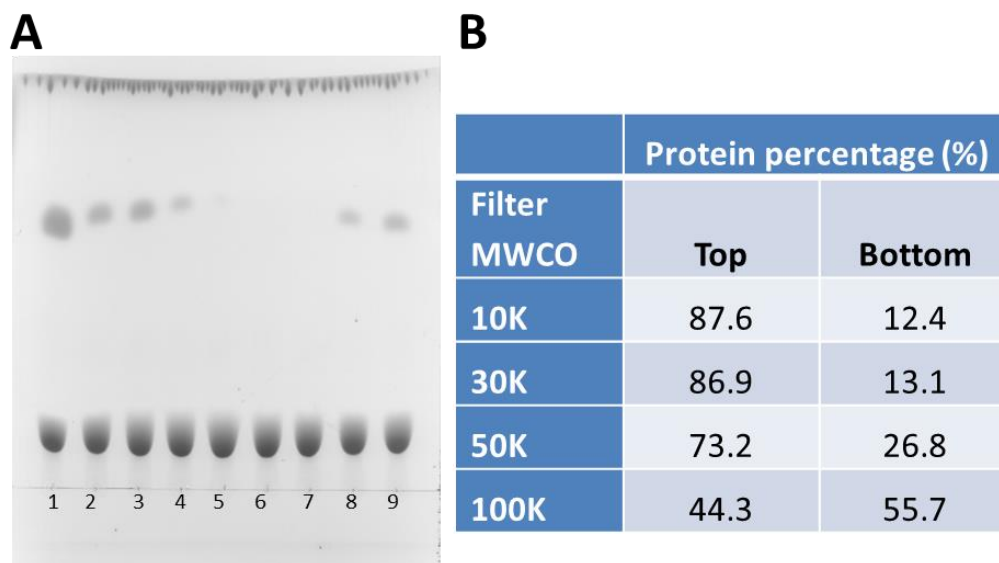 A
B
1 2 3 4 5 6 7 8 9
Protein percentage (%)
Filter
MWCO Top Bottom
10K 87.6 12.4
30K 86.9 13.1
50K 73.2 26.8
100K 44.3 55.7